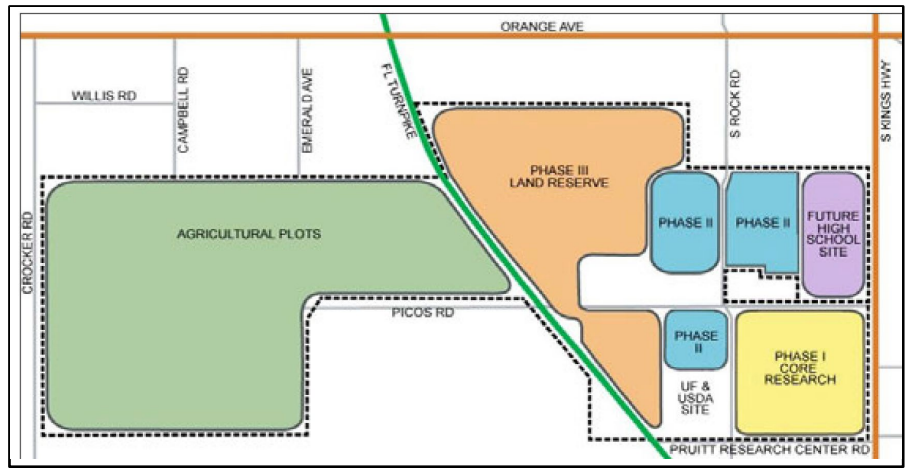 ORANGE AVE
WILLIS RD
CAMPBELL RD
EMERALD AVE
FL TURNPIKE
S ROCK RD
S KINGS HWY
PHASE III
LAND RESERVE
CROCKER RD
AGRICULTURAL PLOTS
PHASE II
PHASE II
FUTURE
HIGH
SCHOOL
SITE
PICOS RD
PHASE
II
UF &
USDA
SITE
PHASE I
CORE
RESEARCH
PRUITT RESEARCH CENTER RD